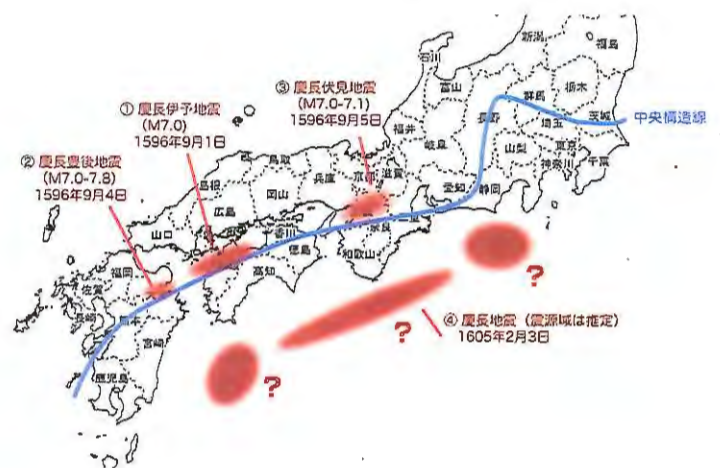 ① 慶長伊予地震
(M7.0)
1596年9月1日
② 慶長豊後地震
(M7.0-7.8)
1596年9月4日
③ 慶長伏見地震
(M7.0-7.1)
1596年9月5日
④ 慶長地震（震源域は推定）
1605年2月3日
中央構造線
?
?
?
新潟
福島
石川
富山
群馬
栃木
長野
埼玉
茨城
福井
岐阜
山梨
東京
神奈川
千葉
愛知
静岡
鳥取
兵庫
京都
滋賀
島根
岡山
広島
山口
香川
徳島
奈良
和歌山
高知
福岡
佐賀
長崎
熊本
宮崎
鹿児島